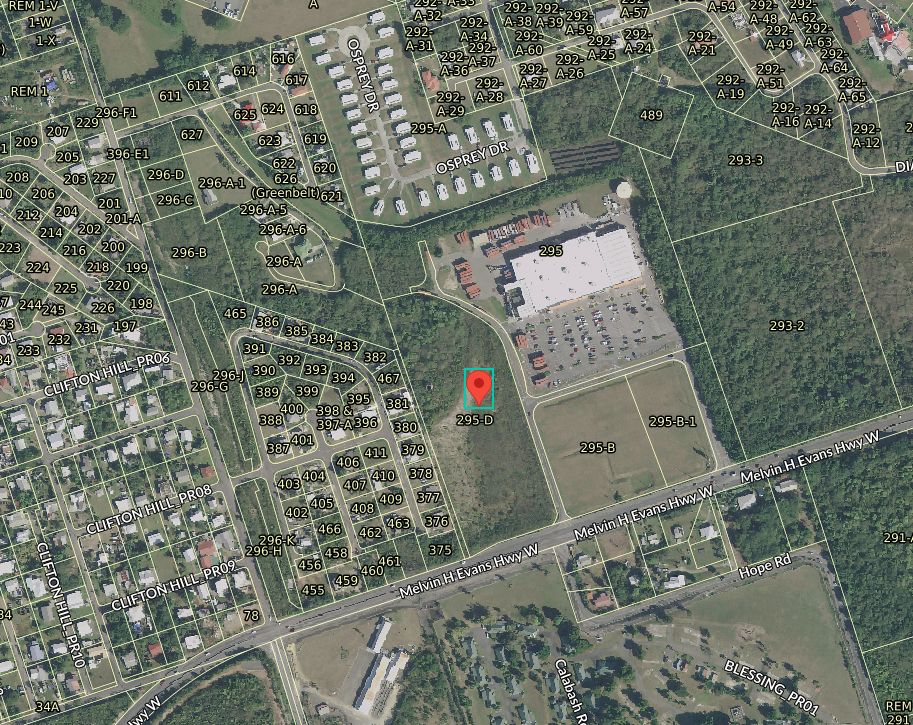 REM 1-V
1-W
1-X
REM 1
A
292-A-32
292-A-33
292-A-31
292-A-34
292-A-38
292-A-39
292-A-57
292-A-59
292-A-60
292-A-54
292-A-48
292-A-62
292-A-49
292-A-63
292-A-64
292-A-65
292-A-36
292-A-37
292-A-27
292-A-26
292-A-25
292-A-24
292-A-21
292-A-19
292-A-51
292-A-28
292-A-29
292-A-16
292-A-14
292-A-12
616
614
617
612
611
296-F1
229
207
209
205
396-E1
627
625
624
618
623
619
622
620
626
(Greenbelt)
621
OSPREY DR
295-A
OSPREY DR
489
293-3
DI
208
203
227
206
204
201
201-A
212
202
214
200
223
216
218
199
224
220
225
198
244
245
226
197
231
232
233
296-D
296-A-1
296-C
296-A-5
296-A-6
296-B
296-A
296-A
295
293-2
465
386
385
384
383
382
391
392
390
393
394
467
389
399
395
381
400
398 &
397-A
396
388
380
387
401
411
379
406
410
378
404
403
407
409
377
405
402
408
376
466
462
463
458
375
456
461
460
459
455
296-J
296-G
CLIFTON HILL_PR06
CLIFTON HILL_PR08
CLIFTON HILL_PR09
CLIFTON HILL_PR10
296-K
296-H
78
34A
295-D
295-B
295-B-1
Melvin H Evans Hwy W
Melvin H Evans Hwy W
Melvin H Evans Hwy W
Hwy W
Hope Rd
Calabash R
BLESSING_PR01
291-A
REM
291